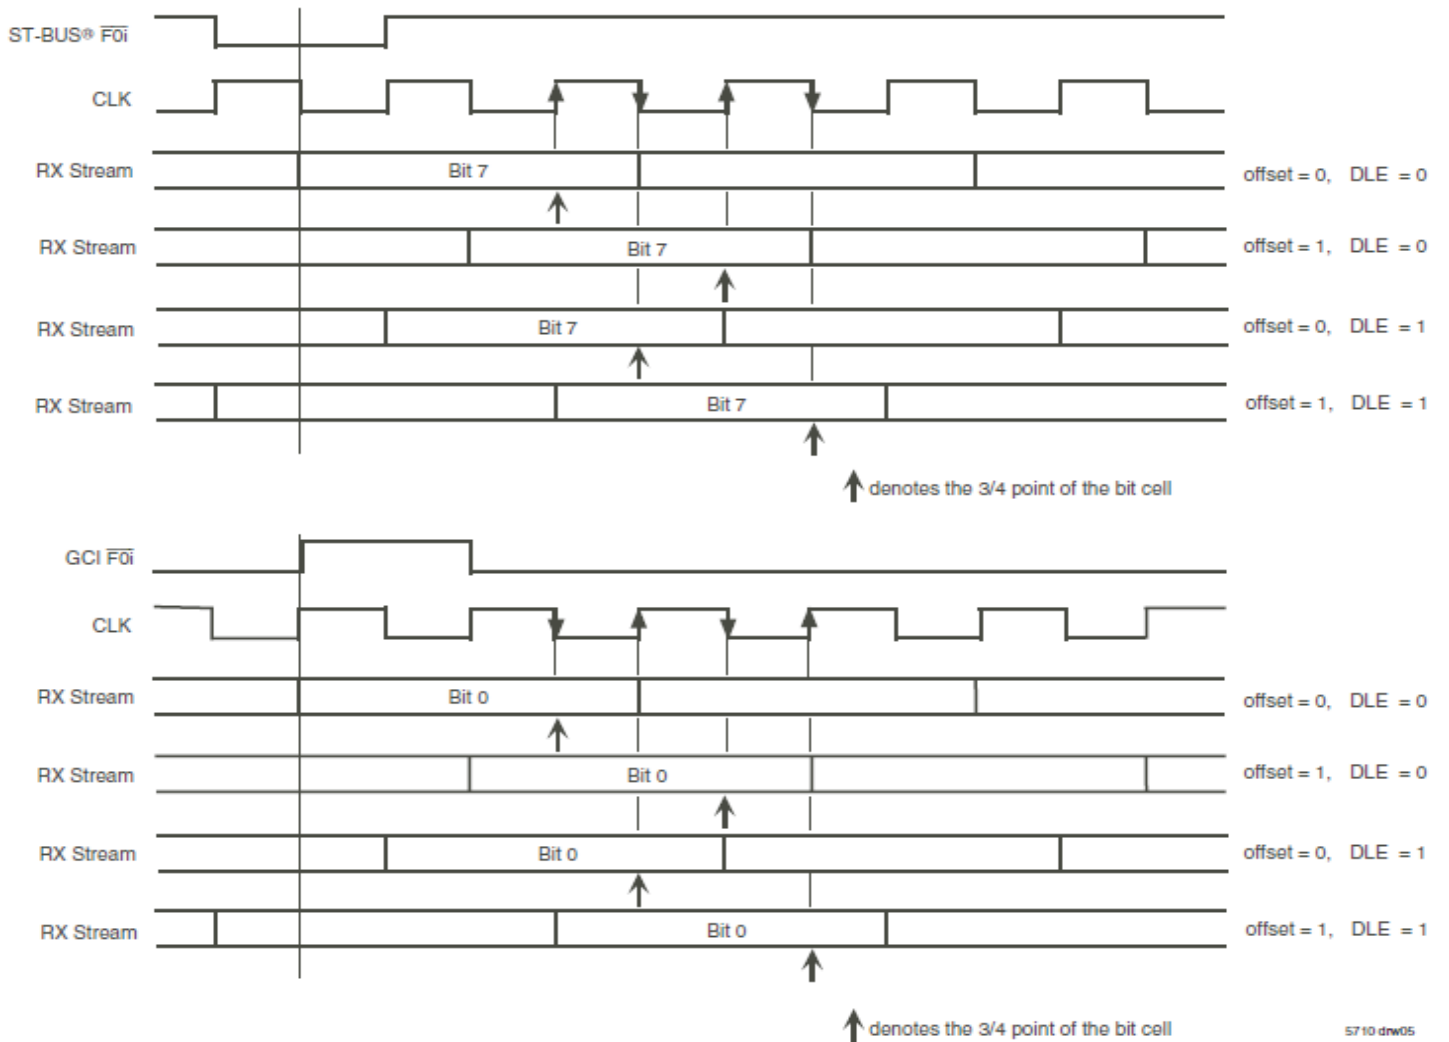 ST-BUS® F0i
CLK
RX Stream Bit 7 offset = 0, DLE = 0
RX Stream Bit 7 offset = 1, DLE = 0
RX Stream Bit 7 offset = 0, DLE = 1
RX Stream Bit 7 offset = 1, DLE = 1
denotes the 3/4 point of the bit cell
GCI F0i
CLK
RX Stream Bit 0 offset = 0, DLE = 0
RX Stream Bit 0 offset = 1, DLE = 0
RX Stream Bit 0 offset = 0, DLE = 1
RX Stream Bit 0 offset = 1, DLE = 1
denotes the 3/4 point of the bit cell
5710 drw05